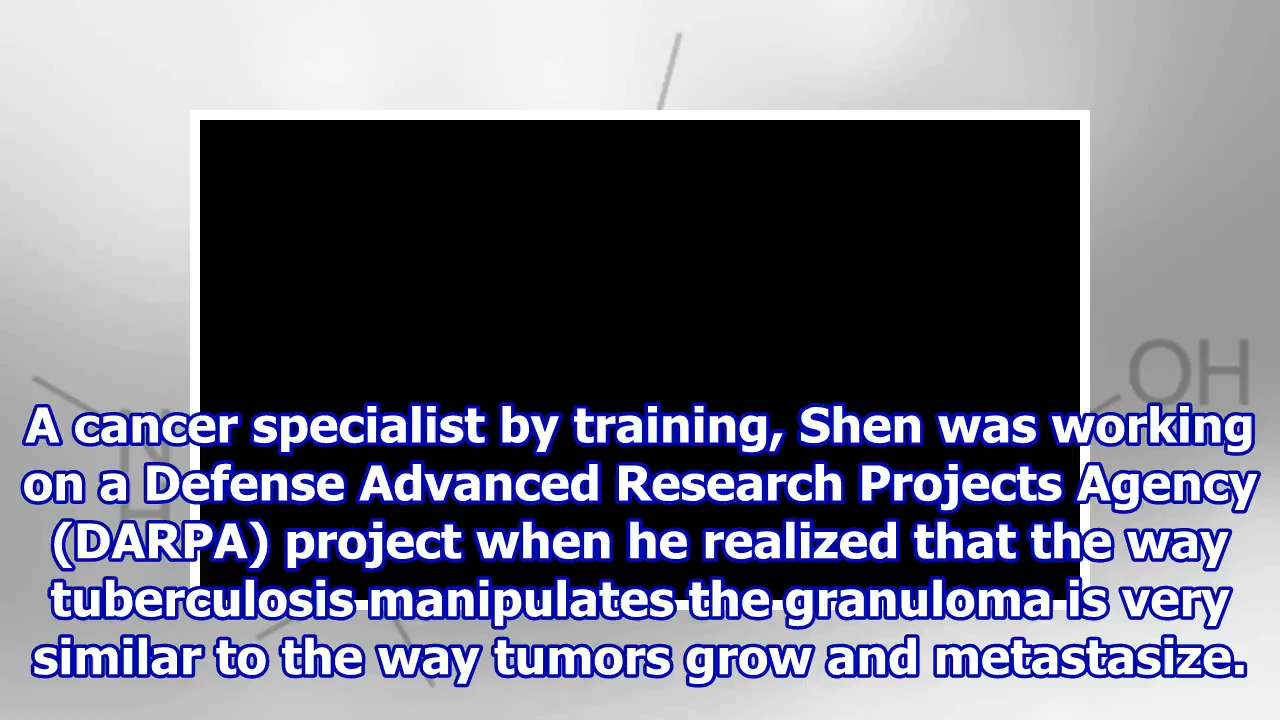 OH
A cancer specialist by training, Shen was working
on a Defense Advanced Research Projects Agency
(DARPA) project when he realized that the way
tuberculosis manipulates the granuloma is very
similar to the way tumors grow and metastasize.